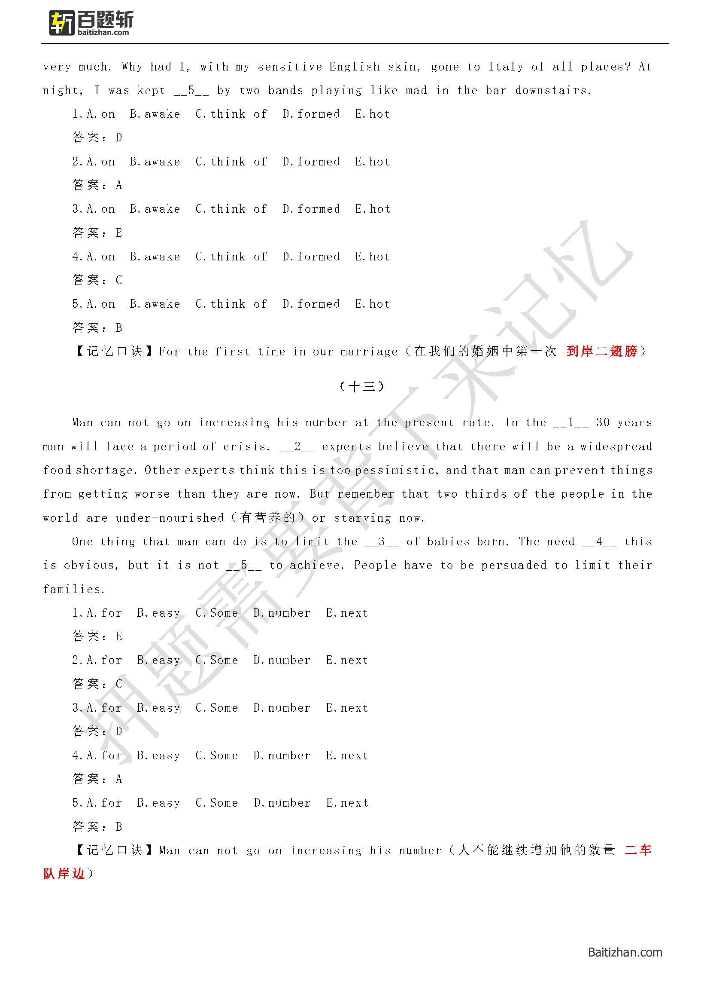 斩 百题斩
baitizhan.com
very much. Why had I, with my sensitive English skin, gone to Italy of all places? At
night, I was kept __5__ by two bands playing like mad in the bar downstairs.
1.A.on B.awake C.think of D.formed E.hot
答案：D
2.A.on B.awake C.think of D.formed E.hot
答案：A
3.A.on B.awake C.think of D.formed E.hot
答案：E
4.A.on B.awake C.think of D.formed E.hot
答案：C
5.A.on B.awake C.think of D.formed E.hot
答案：B
【记忆口诀】For the first time in our marriage（在我们的婚姻中第一次 到岸二翅膀）
（十三）
Man can not go on increasing his number at the present rate. In the __1__ 30 years
man will face a period of crisis. __2__ experts believe that there will be a widespread
food shortage. Other experts think this is too pessimistic, and that man can prevent things
from getting worse than they are now. But remember that two thirds of the people in the
world are under-nourished（有营养的）or starving now.
One thing that man can do is to limit the __3__ of babies born. The need __4__ this
is obvious, but it is not __5__ to achieve. People have to be persuaded to limit their
families.
1.A.for B.easy C.Some D.number E.next
答案：E
2.A.for B.easy C.Some D.number E.next
答案：C
3.A.for B.easy C.Some D.number E.next
答案：D
4.A.for B.easy C.Some D.number E.next
答案：A
5.A.for B.easy C.Some D.number E.next
答案：B
【记忆口诀】Man can not go on increasing his number（人不能继续增加他的数量 二车
队岸边）
押题需要背下来记忆
Baitizhan.com